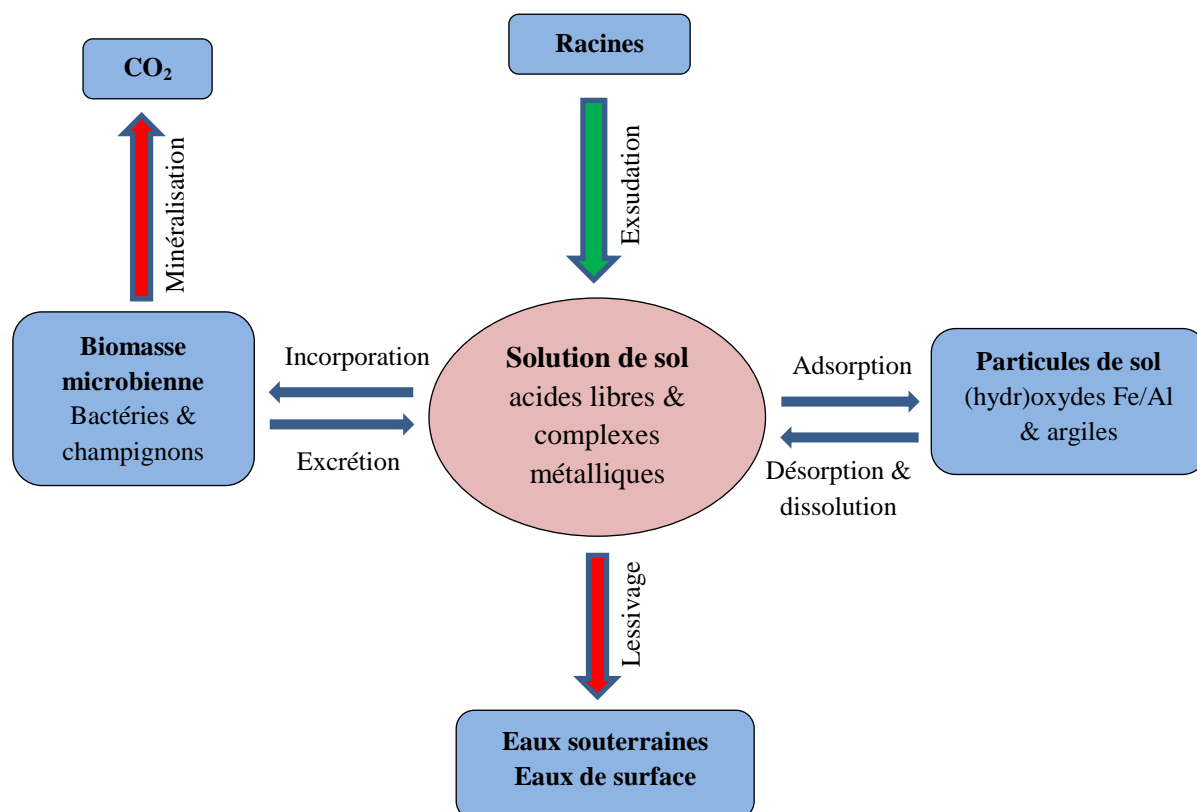 CO₂
Racines
Minéralisation
Exsudation
Biomasse
microbienne
Bactéries &
champignons
Incorporation
Excrétion
Solution de sol
acides libres &
complexes
métalliques
Adsorption
Désorption &
dissolution
Particules de sol
(hydr)oxydes Fe/Al
& argiles
Lessivage
Eaux souterraines
Eaux de surface